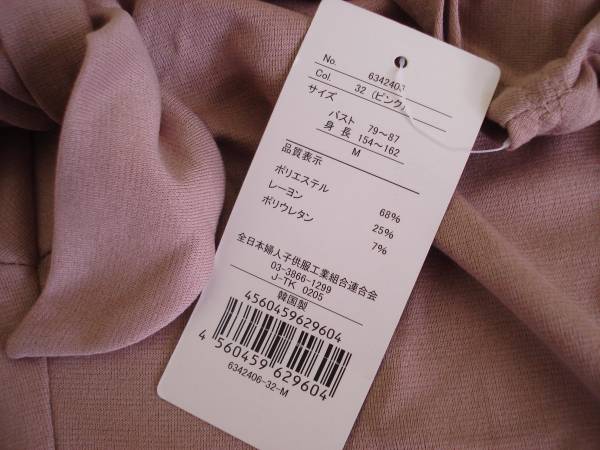 No. 6342403
Col. 32 (ピンク)
サイズ
バスト 79～87
身長 154～162
M
品質表示
ポリエステル 68%
レーヨン 25%
ポリウレタン 7%
全日本婦人子供服工業組合連合会
03-3866-1299
J-TK 0205
韓国製
4560459629604
4 560459 629604
6342406-32-M